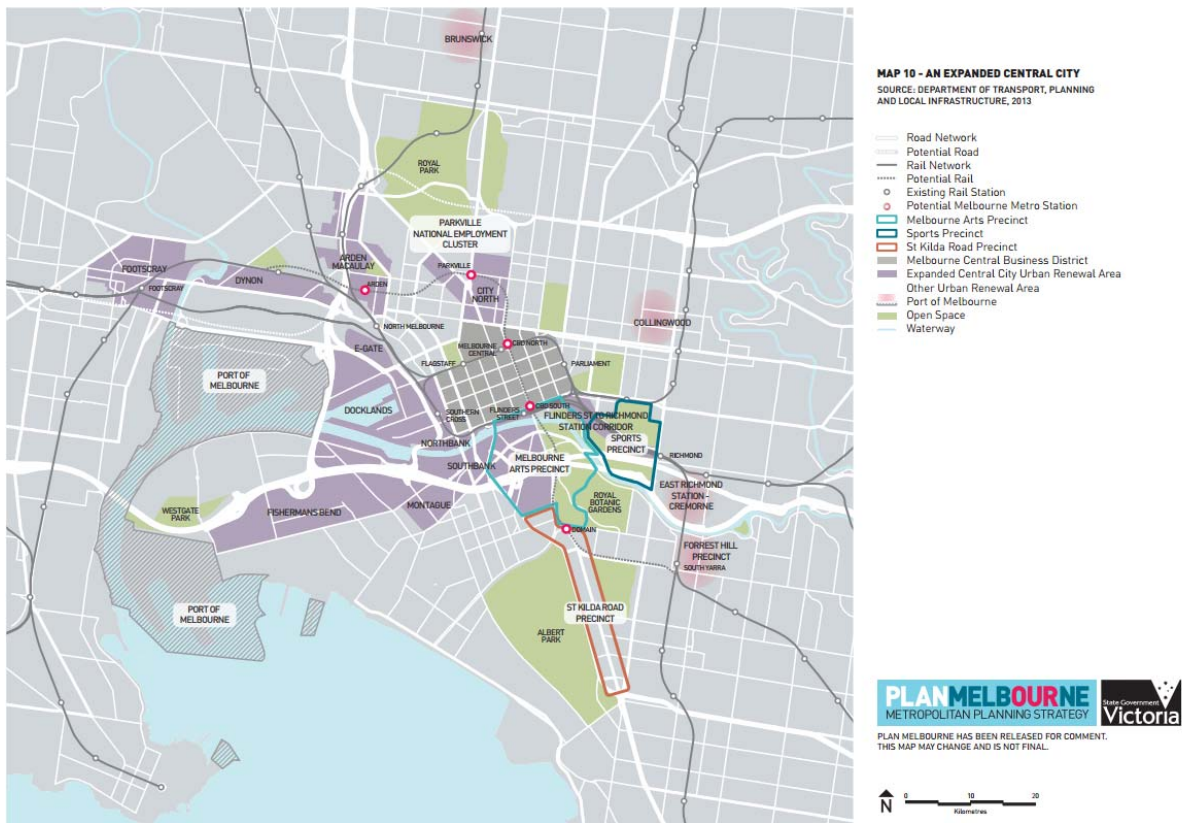 BRUNSWICK
ROYAL
PARK
PARKVILLE
NATIONAL EMPLOYMENT
CLUSTER
FOOTSCRAY
FOOTSCRAY
DYNON
ARDEN
MACAULAY
ARDEN
PARKVILLE
CITY
NORTH
NORTH MELBOURNE
COLLINGWOOD
E-GATE
MELBOURNE
CENTRAL
CBD NORTH
FLAGSTAFF
PARLIAMENT
PORT OF
MELBOURNE
DOCKLANDS
SOUTHERN
CROSS
FLINDERS
STREET
CBD SOUTH
FLINDERS ST TO RICHMOND
STATION CORRIDOR
SPORTS
PRECINCT
NORTHBANK
RICHMOND
SOUTHBANK
MELBOURNE
ARTS PRECINCT
EAST RICHMOND
STATION -
CREMORNE
ROYAL
BOTANIC
GARDENS
MONTAGUE
WESTGATE
PARK
FISHERMANS BEND
DOMAIN
FORREST HILL
PRECINCT
SOUTH YARRA
PORT OF
MELBOURNE
ST KILDA ROAD
PRECINCT
ALBERT
PARK
MAP 10 - AN EXPANDED CENTRAL CITY
SOURCE: DEPARTMENT OF TRANSPORT, PLANNING
AND LOCAL INFRASTRUCTURE, 2013
Road Network
Potential Road
Rail Network
Potential Rail
Existing Rail Station
Potential Melbourne Metro Station
Melbourne Arts Precinct
Sports Precinct
St Kilda Road Precinct
Melbourne Central Business District
Expanded Central City Urban Renewal Area
Other Urban Renewal Area
Port of Melbourne
Open Space
Waterway
PLANMELBOURNE
METROPOLITAN PLANNING STRATEGY
State Government
Victoria
PLAN MELBOURNE HAS BEEN RELEASED FOR COMMENT.
THIS MAP MAY CHANGE AND IS NOT FINAL.
N
0 10 20
Kilometres